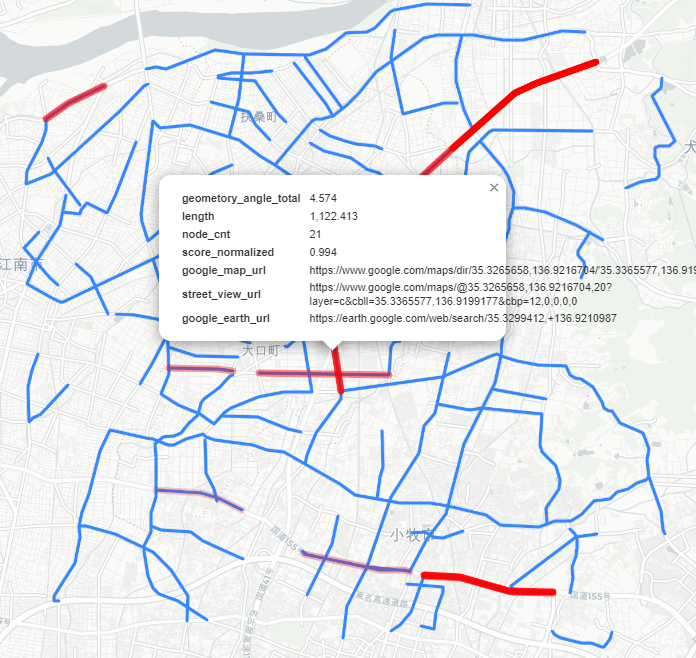 扶桑町
犬
geometory_angle_total 4.574
length 1,122.413
node_cnt 21
score_normalized 0.994
google_map_url https://www.google.com/maps/dir/35.3265658,136.9216704/'35.3365577,136.919
street_view_url https://www.google.com/maps/@35.3265658,136.9216704,20?
layer=c&cbll=35.3365577,136.9199177&cbp=12,0,0,0,0
google_earth_url https://earth.google.com/web/search/35.3299412,+136.9210987
江南市
大口町
小牧市
国道155号
国道41号
東名高速道路
国道155号